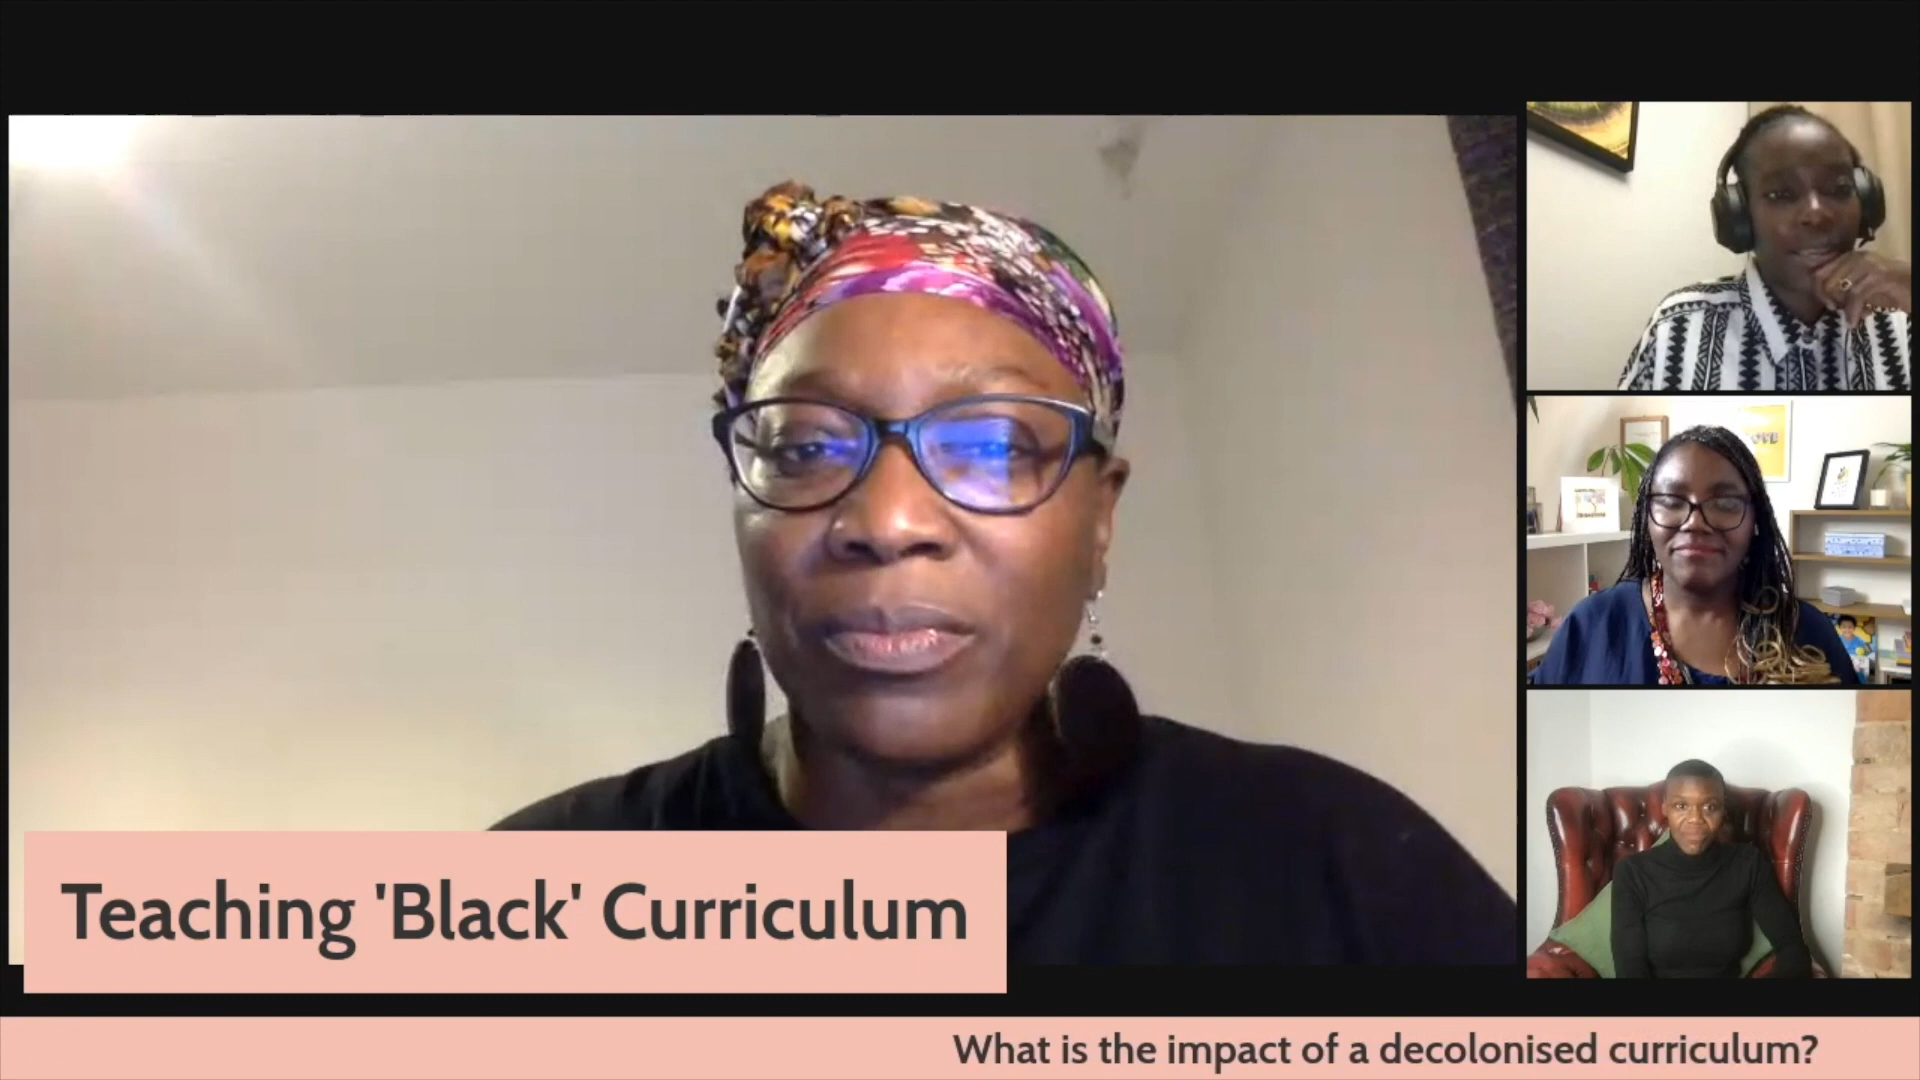 Teaching 'Black' Curriculum
What is the impact of a decolonised curriculum?